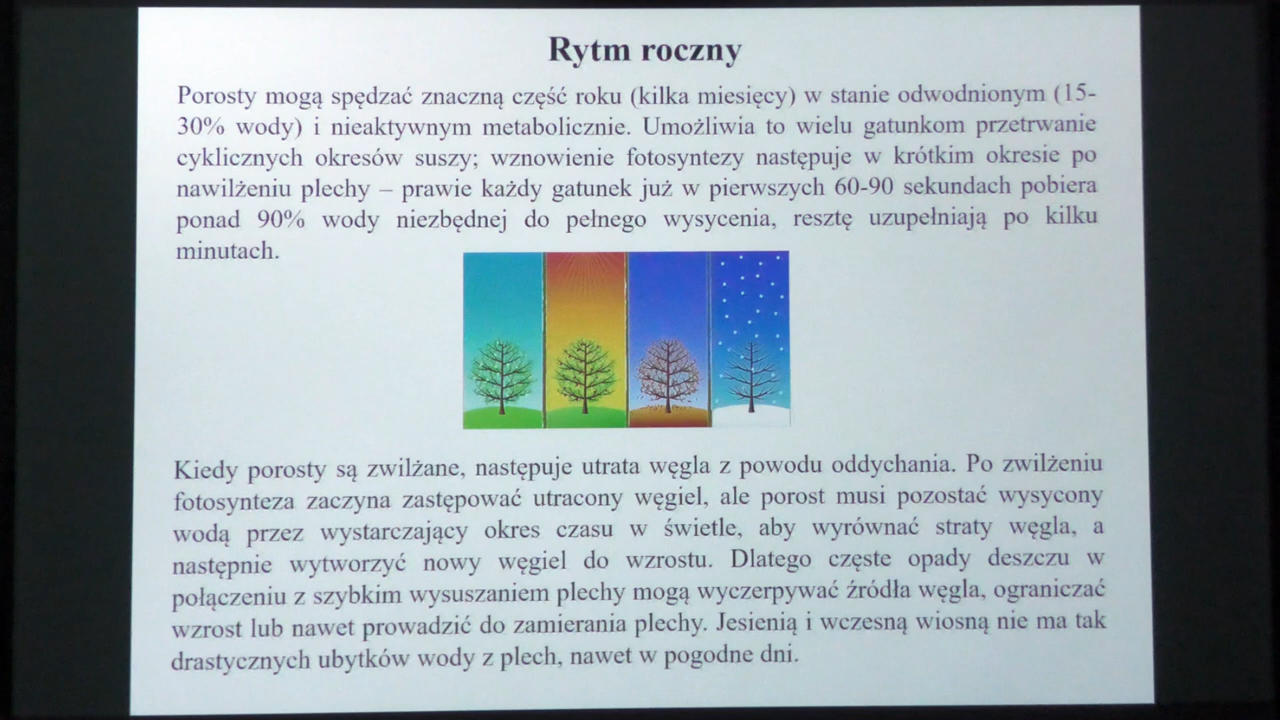 Rytm roczny
Porosty mogą spędzać znaczną część roku (kilka miesięcy) w stanie odwodnionym (15-
30% wody) i nieaktywnym metabolicznie. Umożliwia to wielu gatunkom przetrwanie
cyklicznych okresów suszy; wznowienie fotosyntezy następuje w krótkim okresie po
nawilżeniu plechy – prawie każdy gatunek już w pierwszych 60-90 sekundach pobiera
ponad 90% wody niezbędnej do pełnego wysycenia, resztę uzupełniają po kilku
minutach.
Kiedy porosty są zwilżane, następuje utrata węgla z powodu oddychania. Po zwilżeniu
fotosynteza zaczyna zastępować utracony węgiel, ale porost musi pozostać wysycony
wodą przez wystarczający okres czasu w świetle, aby wyrównać straty węgla, a
następnie wytworzyć nowy węgiel do wzrostu. Dlatego częste opady deszczu w
połączeniu z szybkim wysuszaniem plechy mogą wyczerpywać źródła węgla, ograniczać
wzrost lub nawet prowadzić do zamierania plechy. Jesienią i wczesną wiosną nie ma tak
drastycznych ubytków wody z plech, nawet w pogodne dni.